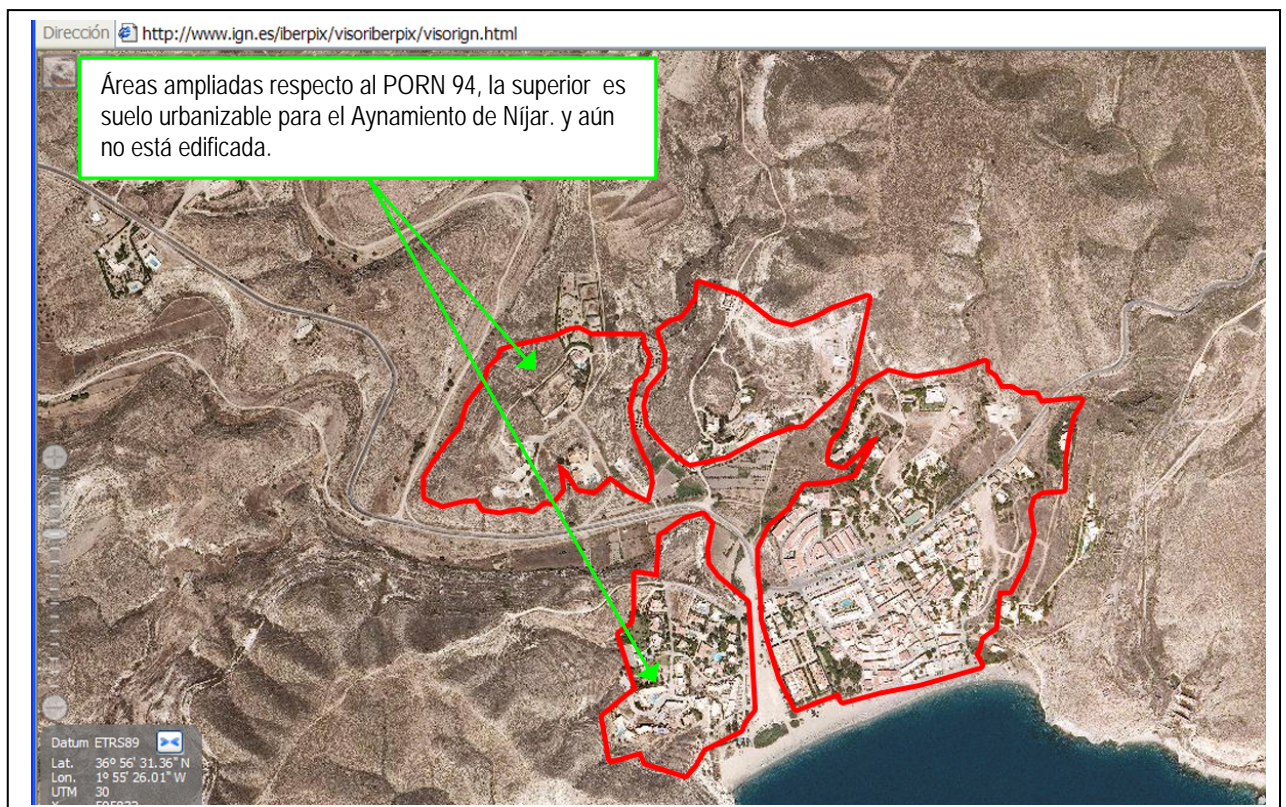 Dirección http://www.ign.es/iberpix/visoriberpix/visorign.html
Áreas ampliadas respecto al PORN 94, la superior es
suelo urbanizable para el Aynamiento de Níjar. y aún
no está edificada.
Datum ETRS89
Lat. 36º 56' 31.36" N
Lon. 1º 55' 26.01" W
UTM 30